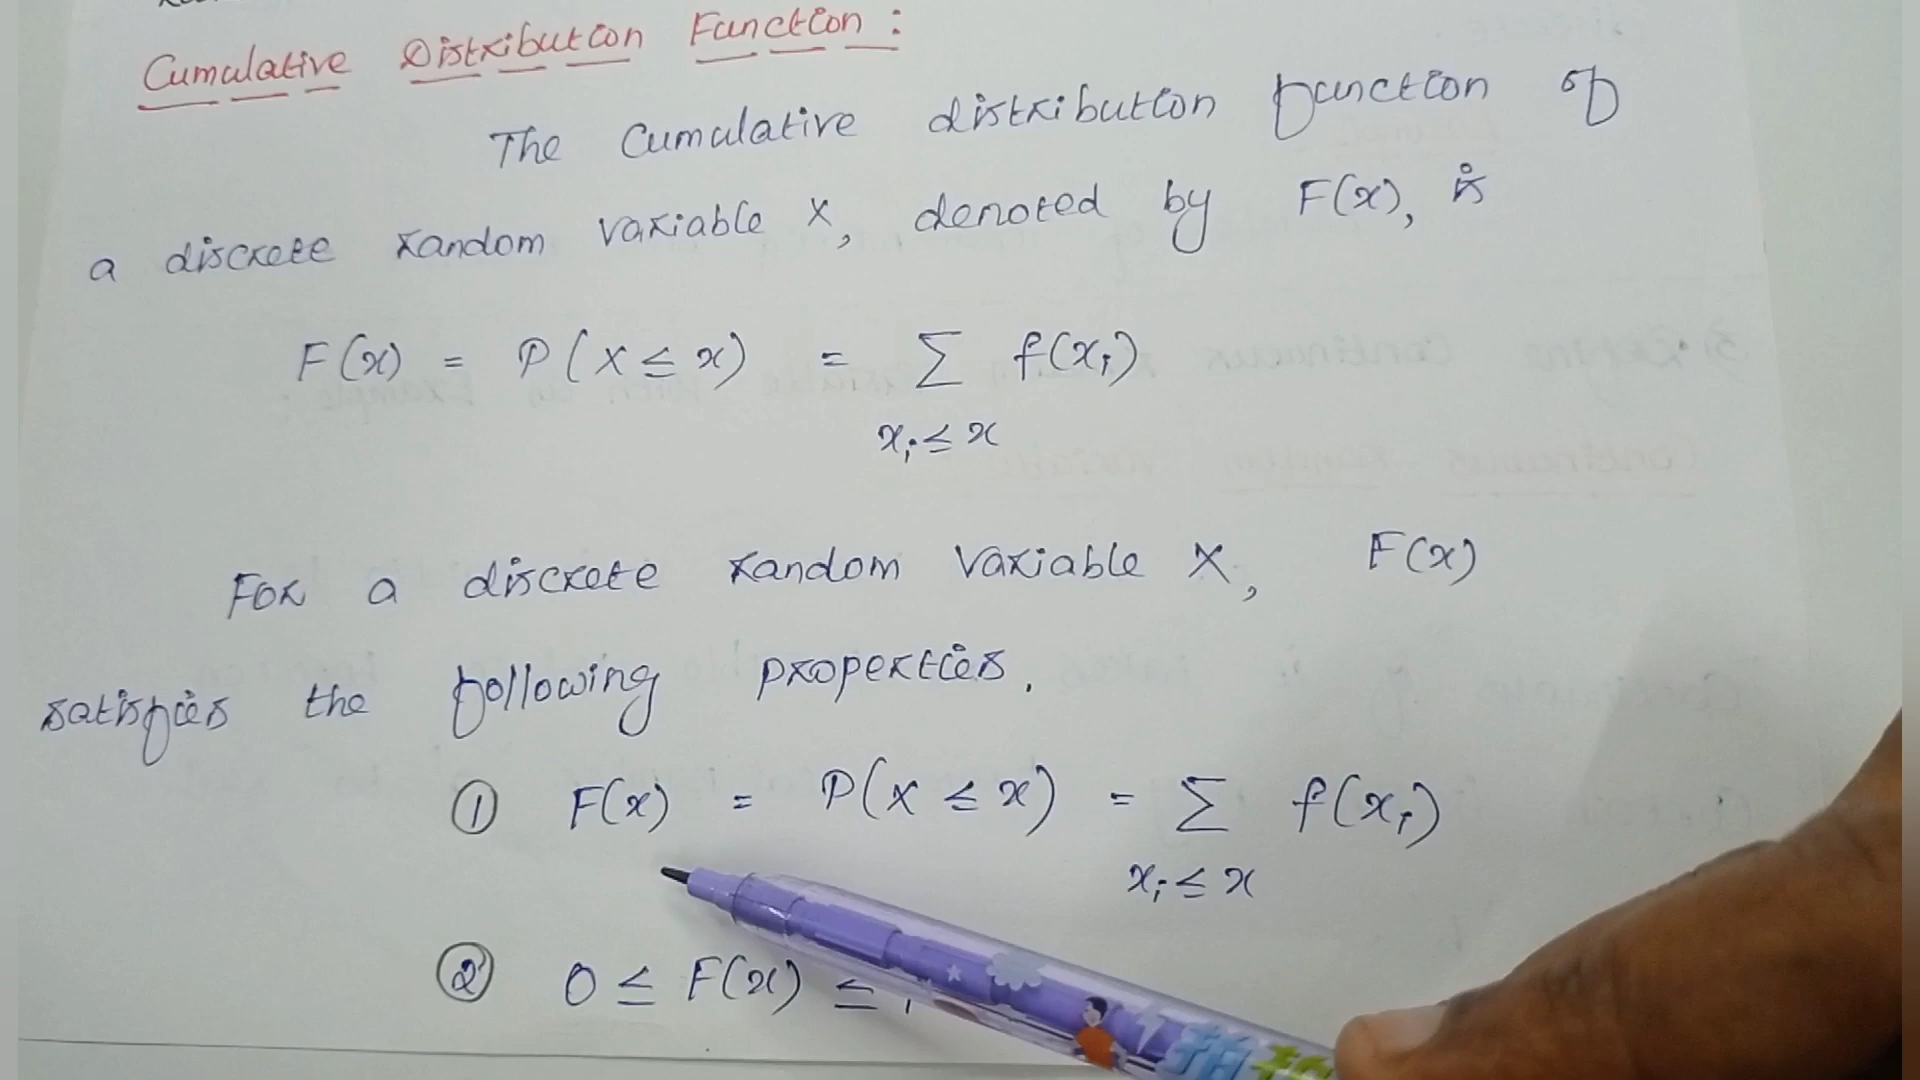 Cumulative Distribution Function :
The Cumulative distribution function of
a discrete random variable X, denoted by F(x), is
F(x) = P(X ≤ x) = Σ f(xᵢ)
xᵢ ≤ x
For a discrete random variable X, F(x)
satisfies the following properties.
① F(x) = P(X ≤ x) = Σ f(xᵢ)
xᵢ ≤ x
② 0 ≤ F(x) ≤ 1